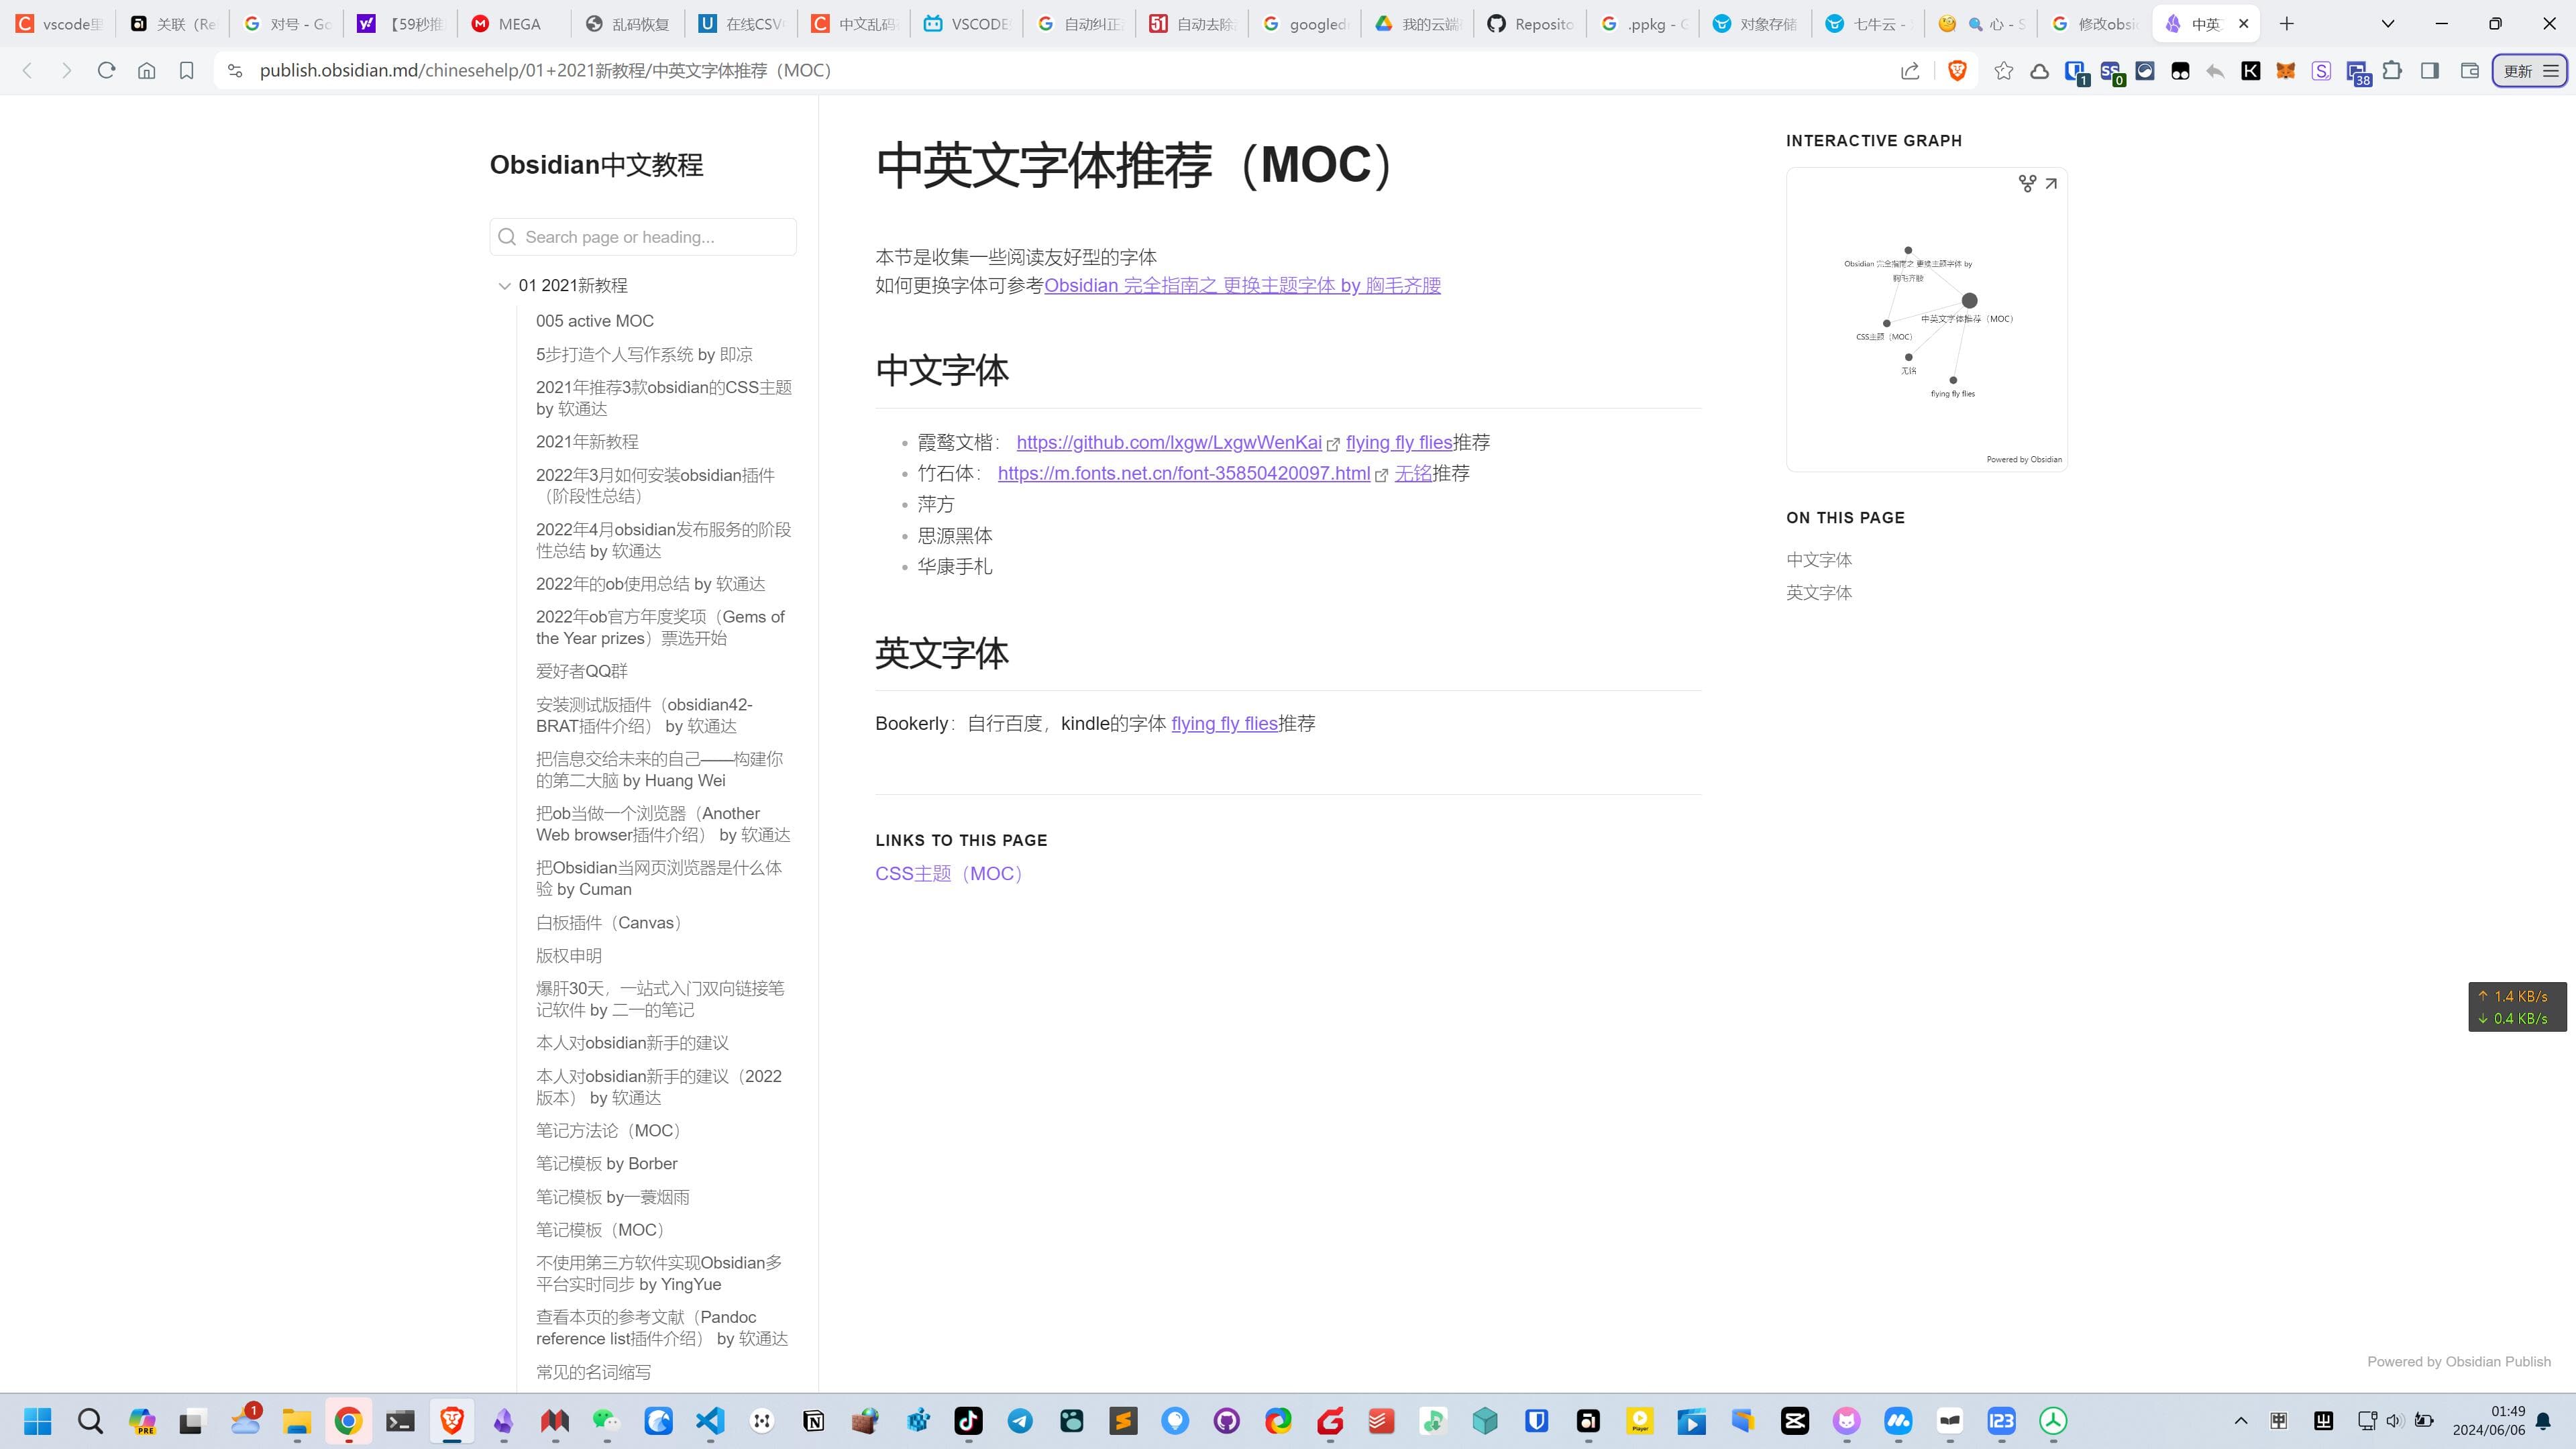 vscode里
关联（Re
对号 - Go
【59秒推
MEGA
乱码恢复
在线CSV
中文乱码
VSCODE
自动纠正
自动去除
googled
我的云端
Reposito
.ppkg - G
对象存储
七牛云 -
心 - S
修改obsi
中英
publish.obsidian.md/chinesehelp/01+2021新教程/中英文字体推荐（MOC）
1
0
38
更新
Obsidian中文教程
Search page or heading...
01 2021新教程
005 active MOC
5步打造个人写作系统 by 即凉
2021年推荐3款obsidian的CSS主题
by 软通达
2021年新教程
2022年3月如何安装obsidian插件
（阶段性总结）
2022年4月obsidian发布服务的阶段
性总结 by 软通达
2022年的ob使用总结 by 软通达
2022年ob官方年度奖项（Gems of
the Year prizes）票选开始
爱好者QQ群
安装测试版插件（obsidian42-
BRAT插件介绍） by 软通达
把信息交给未来的自己——构建你
的第二大脑 by Huang Wei
把ob当做一个浏览器（Another
Web browser插件介绍） by 软通达
把Obsidian当网页浏览器是什么体
验 by Cuman
白板插件（Canvas）
版权申明
爆肝30天，一站式入门双向链接笔
记软件 by 二一的笔记
本人对obsidian新手的建议
本人对obsidian新手的建议（2022
版本） by 软通达
笔记方法论（MOC）
笔记模板 by Borber
笔记模板 by一蓑烟雨
笔记模板（MOC）
不使用第三方软件实现Obsidian多
平台实时同步 by YingYue
查看本页的参考文献（Pandoc
reference list插件介绍） by 软通达
常见的名词缩写
中英文字体推荐（MOC）
本节是收集一些阅读友好型的字体
如何更换字体可参考Obsidian 完全指南之 更换主题字体 by 胸毛齐腰
中文字体
霞鹜文楷： https://github.com/lxgw/LxgwWenKai flying fly flies推荐
竹石体： https://m.fonts.net.cn/font-35850420097.html 无铭推荐
萍方
思源黑体
华康手札
英文字体
Bookerly：自行百度，kindle的字体 flying fly flies推荐
LINKS TO THIS PAGE
CSS主题（MOC）
INTERACTIVE GRAPH
Obsidian 完全指南之 更换主题字体 by
胸毛齐腰
中英文字体推荐（MOC）
CSS主题（MOC）
无铭
flying fly flies
Powered by Obsidian
ON THIS PAGE
中文字体
英文字体
↑ 1.4 KB/s
↓ 0.4 KB/s
Powered by Obsidian Publish
PRE
1
Player
123
01:49
2024/06/06